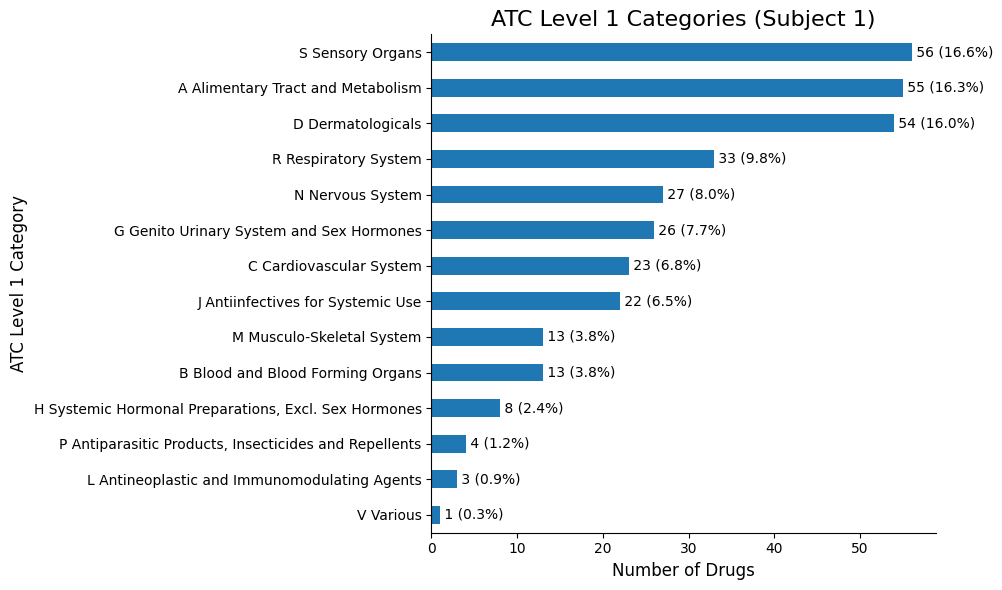 ATC Level 1 Categories (Subject 1)
ATC Level 1 Category
S Sensory Organs 56 (16.6%)
A Alimentary Tract and Metabolism 55 (16.3%)
D Dermatologicals 54 (16.0%)
R Respiratory System 33 (9.8%)
N Nervous System 27 (8.0%)
G Genito Urinary System and Sex Hormones 26 (7.7%)
C Cardiovascular System 23 (6.8%)
J Antiinfectives for Systemic Use 22 (6.5%)
M Musculo-Skeletal System 13 (3.8%)
B Blood and Blood Forming Organs 13 (3.8%)
H Systemic Hormonal Preparations, Excl. Sex Hormones 8 (2.4%)
P Antiparasitic Products, Insecticides and Repellents 4 (1.2%)
L Antineoplastic and Immunomodulating Agents 3 (0.9%)
V Various 1 (0.3%)
0 10 20 30 40 50
Number of Drugs